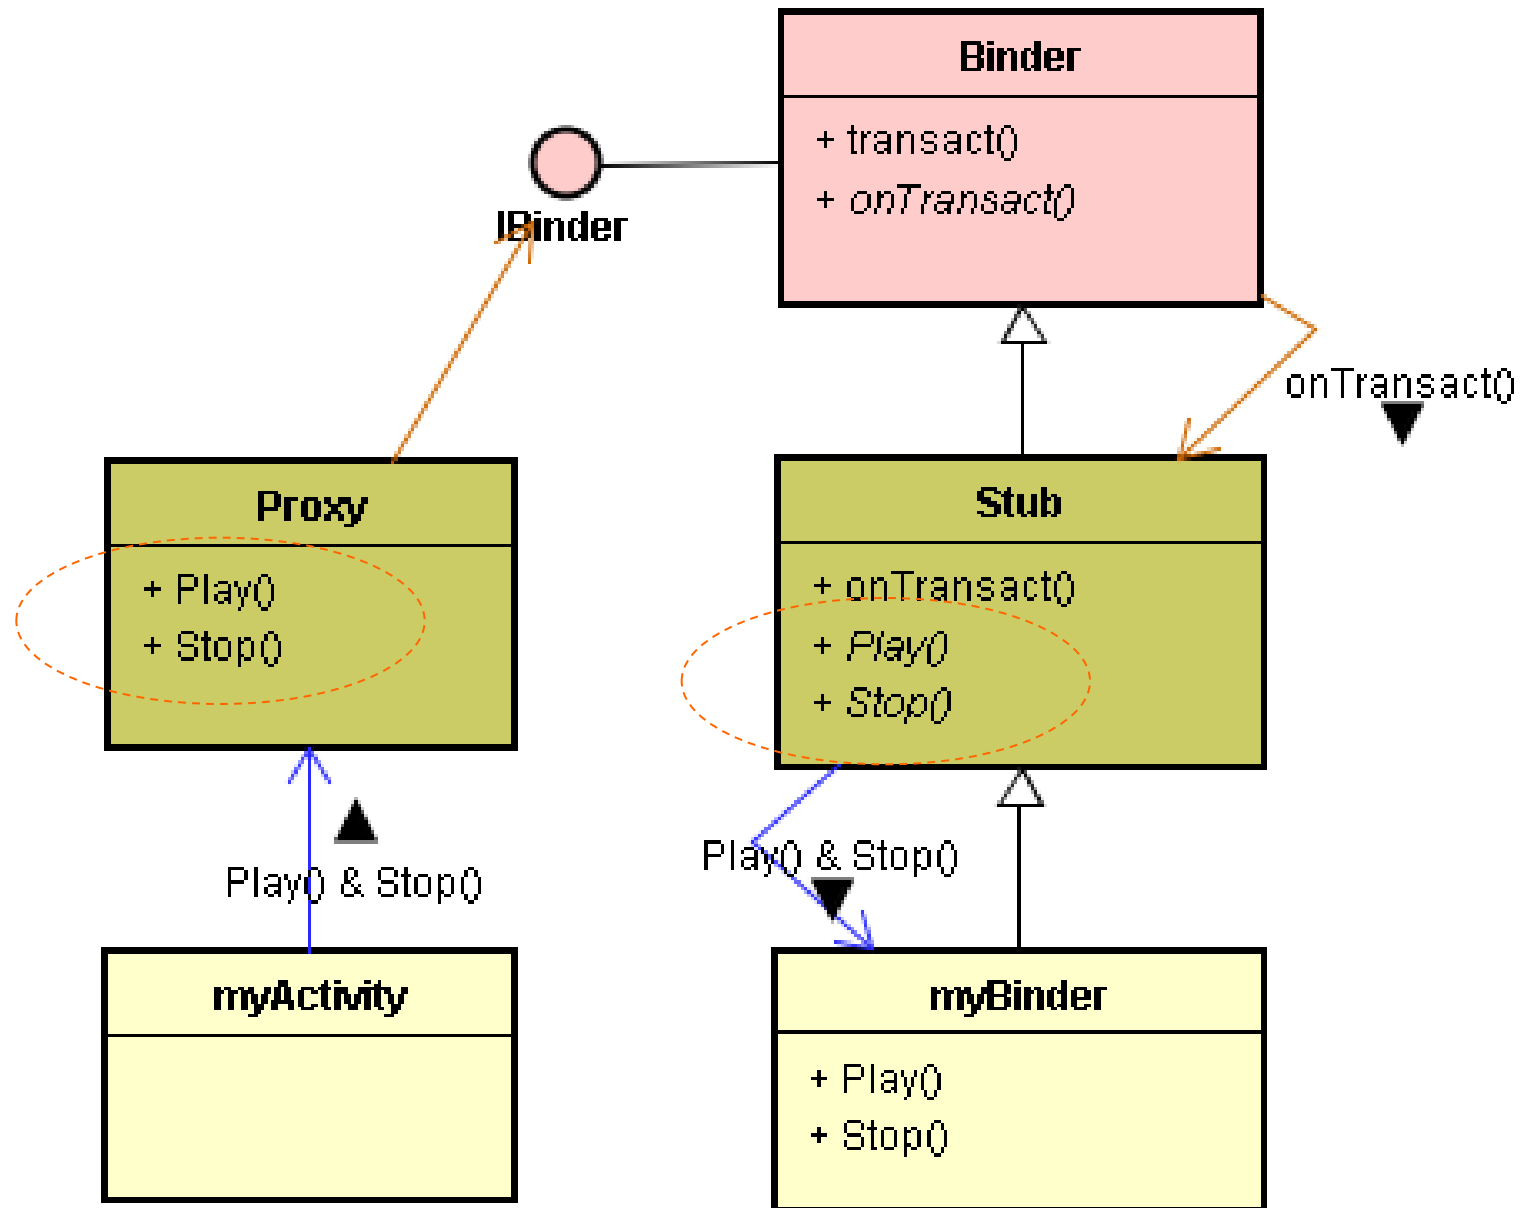 Binder
+ transact()
+ onTransact()
IBinder
onTransact()
Proxy
+ Play()
+ Stop()
Stub
+ onTransact()
+ Play()
+ Stop()
Play() & Stop()
Play() & Stop()
myActivity
myBinder
+ Play()
+ Stop()